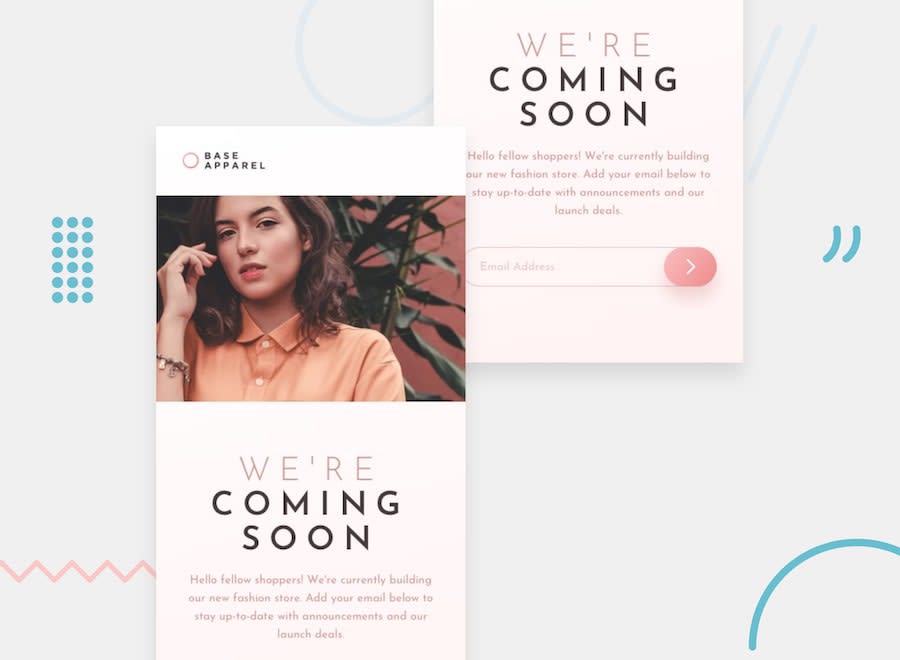 WE'RE
COMING
SOON
Hello fellow shoppers! We're currently building
our new fashion store. Add your email below to
stay up-to-date with announcements and our
launch deals.
Email Address
BASE
APPAREL
WE'RE
COMING
SOON
Hello fellow shoppers! We're currently building
our new fashion store. Add your email below to
stay up-to-date with announcements and our
launch deals.